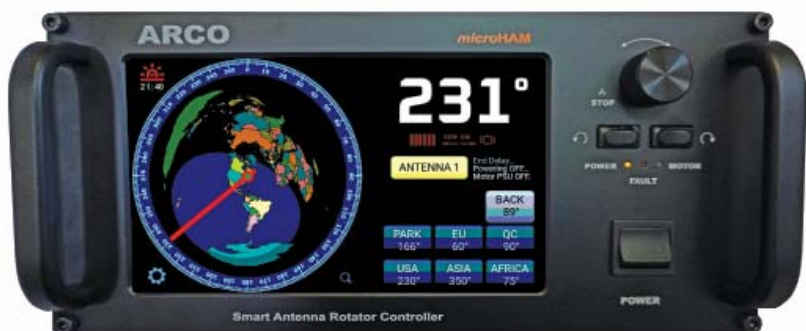 ARCO
microHAM
21:40
231°
ANTENNA 1
End Delay...
Powering OFF...
Motor PSU OFF.
BACK
89°
PARK
166°
EU
60°
QC
90°
USA
230°
ASIA
350°
AFRICA
75°
STOP
POWER
MOTOR
FAULT
POWER
Smart Antenna Rotator Controller